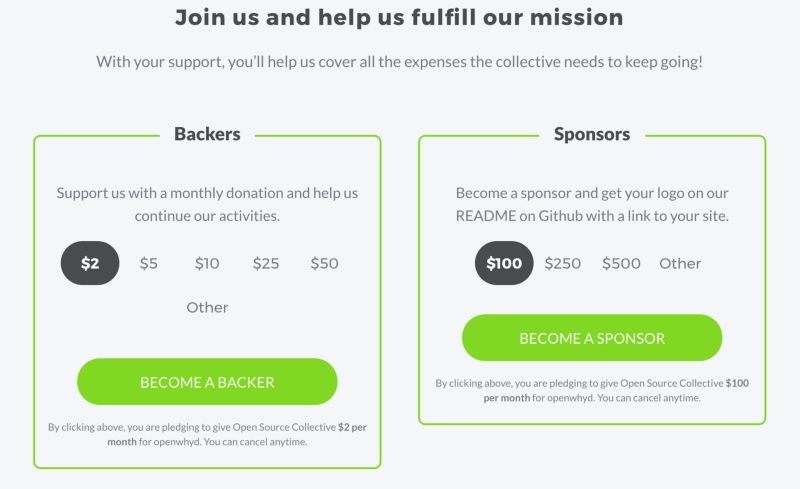 Join us and help us fulfill our mission
With your support, you'll help us cover all the expenses the collective needs to keep going!
Backers
Support us with a monthly donation and help us
continue our activities.
$2 $5 $10 $25 $50
Other
BECOME A BACKER
By clicking above, you are pledging to give Open Source Collective $2 per
month for openwhyd. You can cancel anytime.
Sponsors
Become a sponsor and get your logo on our
README on Github with a link to your site.
$100 $250 $500 Other
BECOME A SPONSOR
By clicking above, you are pledging to give Open Source Collective $100
per month for openwhyd. You can cancel anytime.